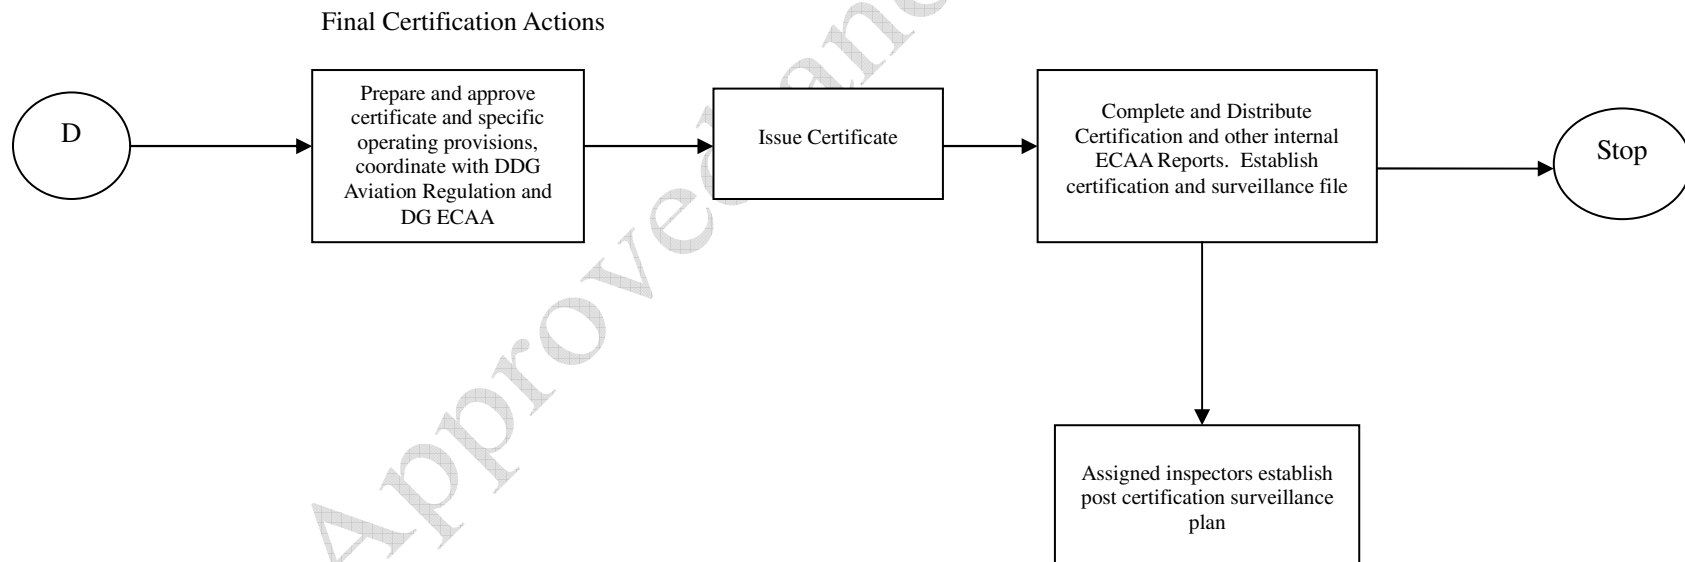 Final Certification Actions
D
Prepare and approve
certificate and specific
operating provisions,
coordinate with DDG
Aviation Regulation and
DG ECAA
Issue Certificate
Complete and Distribute
Certification and other internal
ECAA Reports.  Establish
certification and surveillance file
Stop
Assigned inspectors establish
post certification surveillance
plan
Approved and